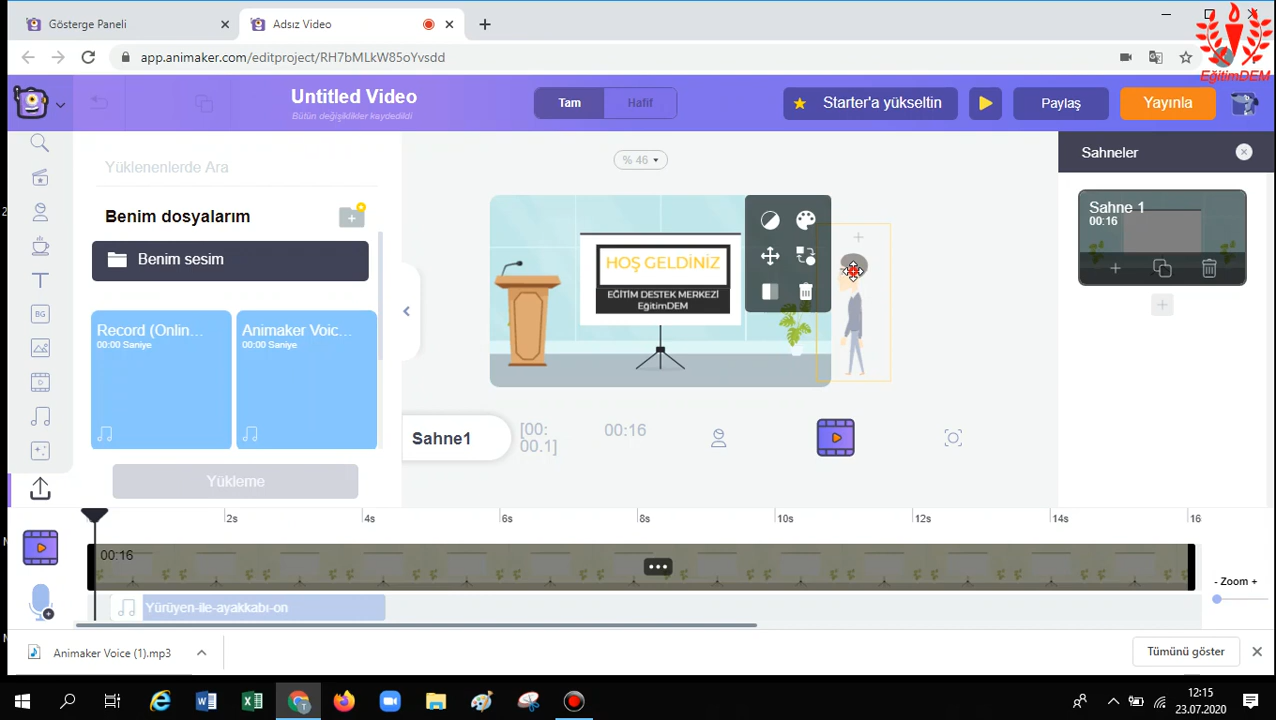 Gösterge Paneli
Adsız Video
app.animaker.com/editproject/RH7bMLkW85oYvsdd
EğitimDEM
Untitled Video
Bütün değişiklikler kaydedildi
Tam
Hafif
Starter'a yükseltin
Paylaş
Yayınla
Yüklenenlerde Ara
% 46
Sahneler
Benim dosyalarım
Benim sesim
Sahne 1
00:16
HOŞ GELDİNİZ
EĞİTİM DESTEK MERKEZİ
EğitimDEM
Record (Onlin...
00:00 Saniye
Animaker Voic...
00:00 Saniye
Sahne1
[00:
00.1]
00:16
Yükleme
2s
4s
6s
8s
10s
12s
14s
16
00:16
- Zoom +
Yürüyen-ile-ayakkabı-on
Animaker Voice (1).mp3
Tümünü göster
12:15
23.07.2020